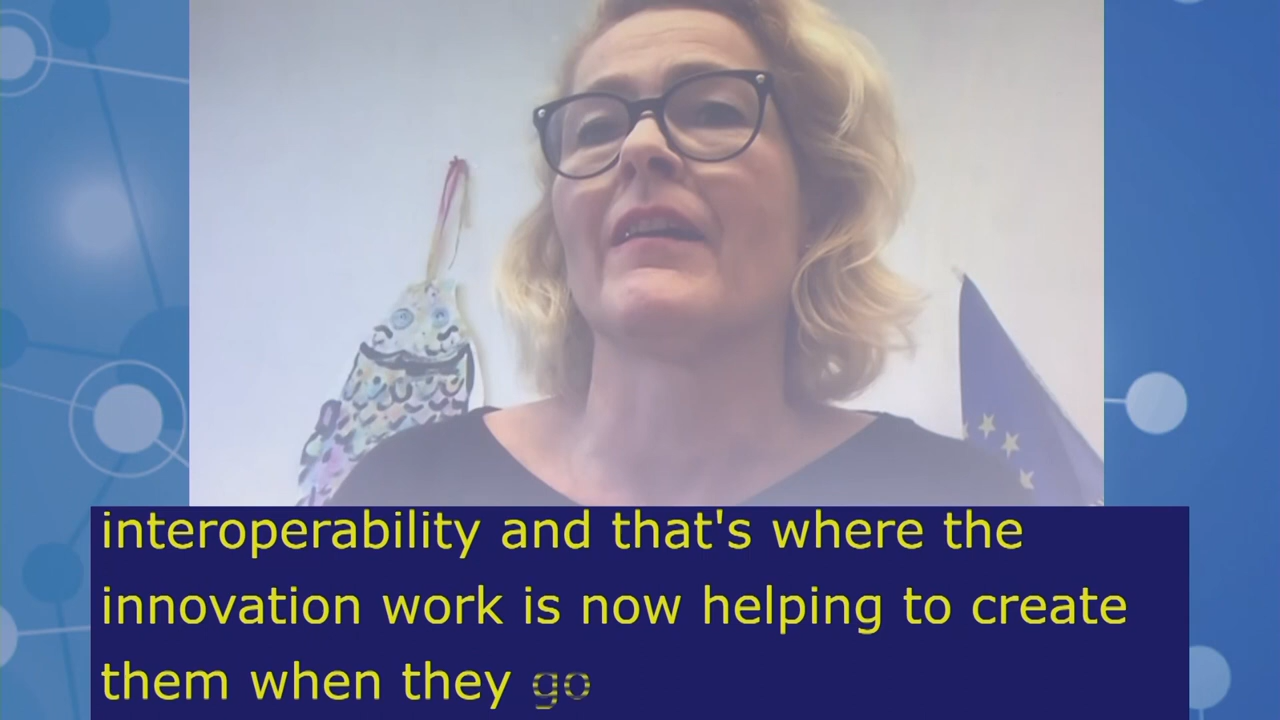 interoperability and that's where the
innovation work is now helping to create
them when they go